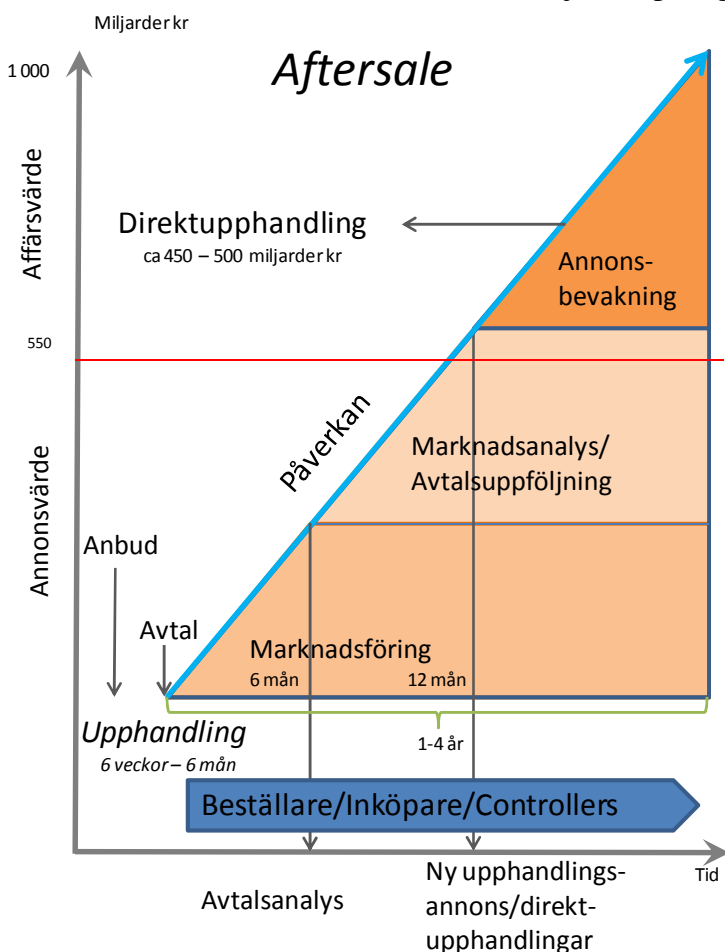 Miljarder kr
1 000
Aftersale
Affärsvärde
Direktupphandling
ca 450 – 500 miljarder kr
Annons-
bevakning
550
Påverkan
Marknadsanalys/
Avtalsuppföljning
Annonsvärde
Anbud
Avtal
Marknadsföring
6 mån
12 mån
Upphandling
6 veckor – 6 mån
1-4 år
Beställare/Inköpare/Controllers
Tid
Avtalsanalys
Ny upphandlings-
annons/direkt-
upphandlingar